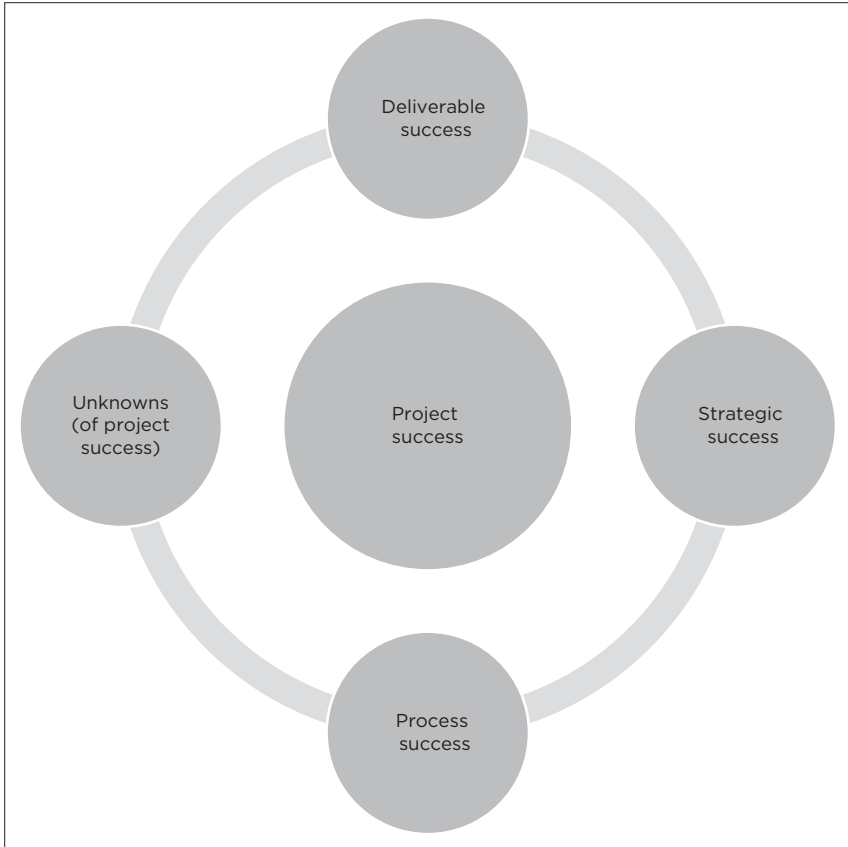 Deliverable
success
Unknowns
(of project
success)
Project
success
Strategic
success
Process
success